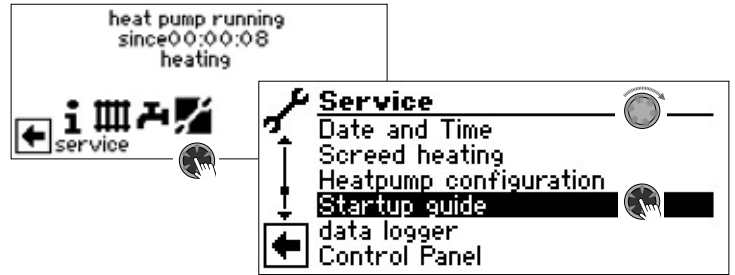 heat pump running
since00:00:08
heating
service
Service
Date and Time
Screed heating
Heatpump configuration
Startup guide
data logger
Control Panel